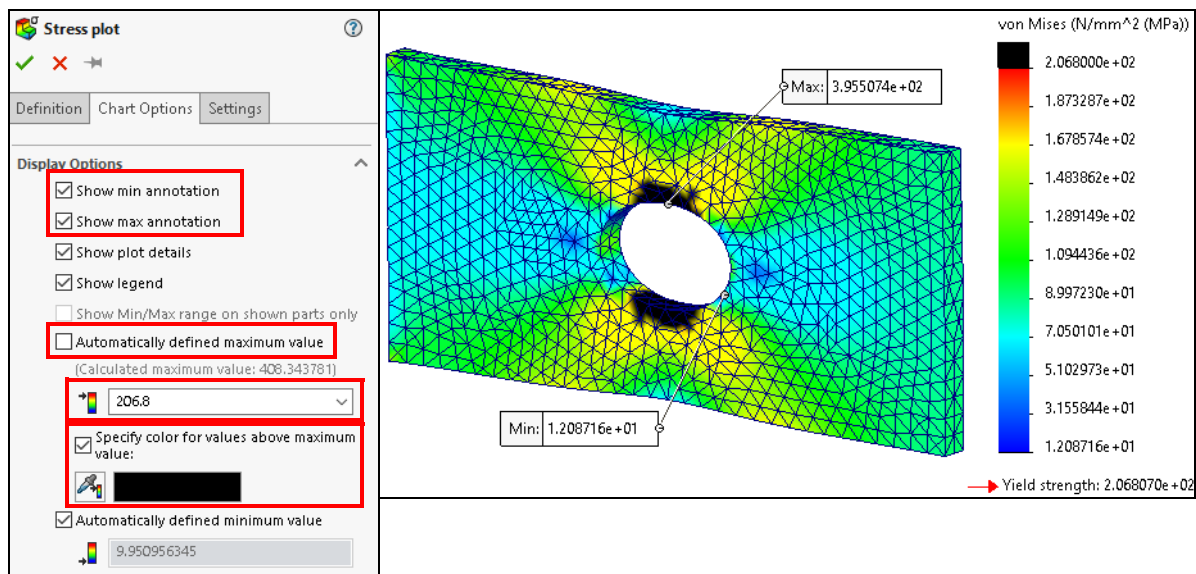 Stress plot
Definition
Chart Options
Settings
Display Options
Show min annotation
Show max annotation
Show plot details
Show legend
Show Min/Max range on shown parts only
Automatically defined maximum value
(Calculated maximum value: 408.343781)
206.8
Specify color for values above maximum
value:
Automatically defined minimum value
9.950956345
Max: 3.955074e+02
Min: 1.208716e+01
von Mises (N/mm^2 (MPa))
2.068000e+02
1.873287e+02
1.678574e+02
1.483862e+02
1.289149e+02
1.094436e+02
8.997230e+01
7.050101e+01
5.102973e+01
3.155844e+01
1.208716e+01
Yield strength: 2.068070e+02